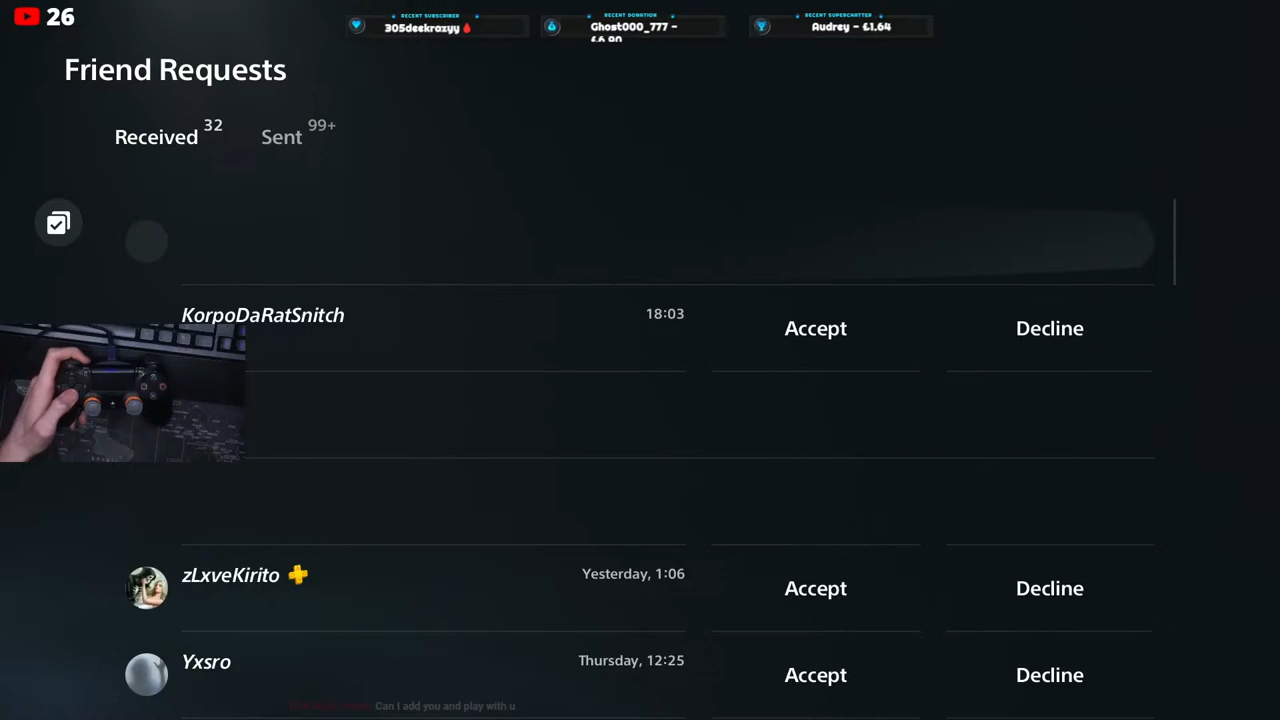 26
RECENT SUBSCRIBER
305deekrazyy🩸
RECENT DONATION
Ghost000_777 -
£6.90
RECENT SUPERCHATTER
Audrey - £1.64
Friend Requests
Received 32
Sent 99+
KorpoDaRatSnitch
18:03
Accept
Decline
zLxveKirito
Yesterday, 1:06
Accept
Decline
Yxsro
Thursday, 12:25
Accept
Decline
Can I add you and play with u